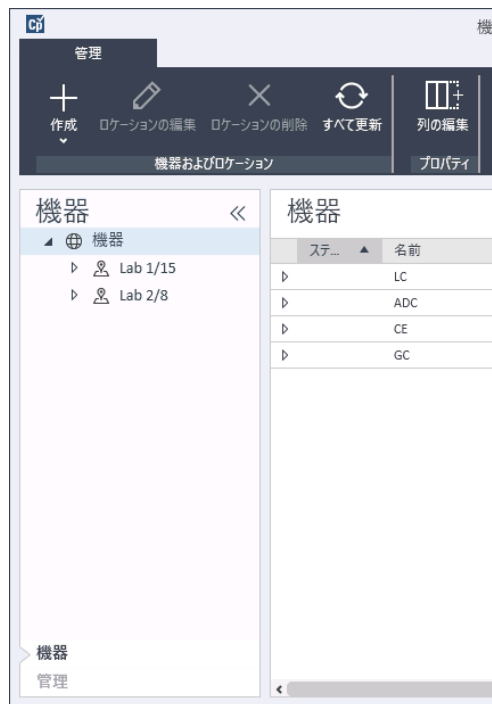 Cp
機
管理
作成
ロケーションの編集
ロケーションの削除
すべて更新
列の編集
機器およびロケーション
プロパティ
機器
機器
Lab 1/15
Lab 2/8
機器
ステ...
名前
LC
ADC
CE
GC
機器
管理